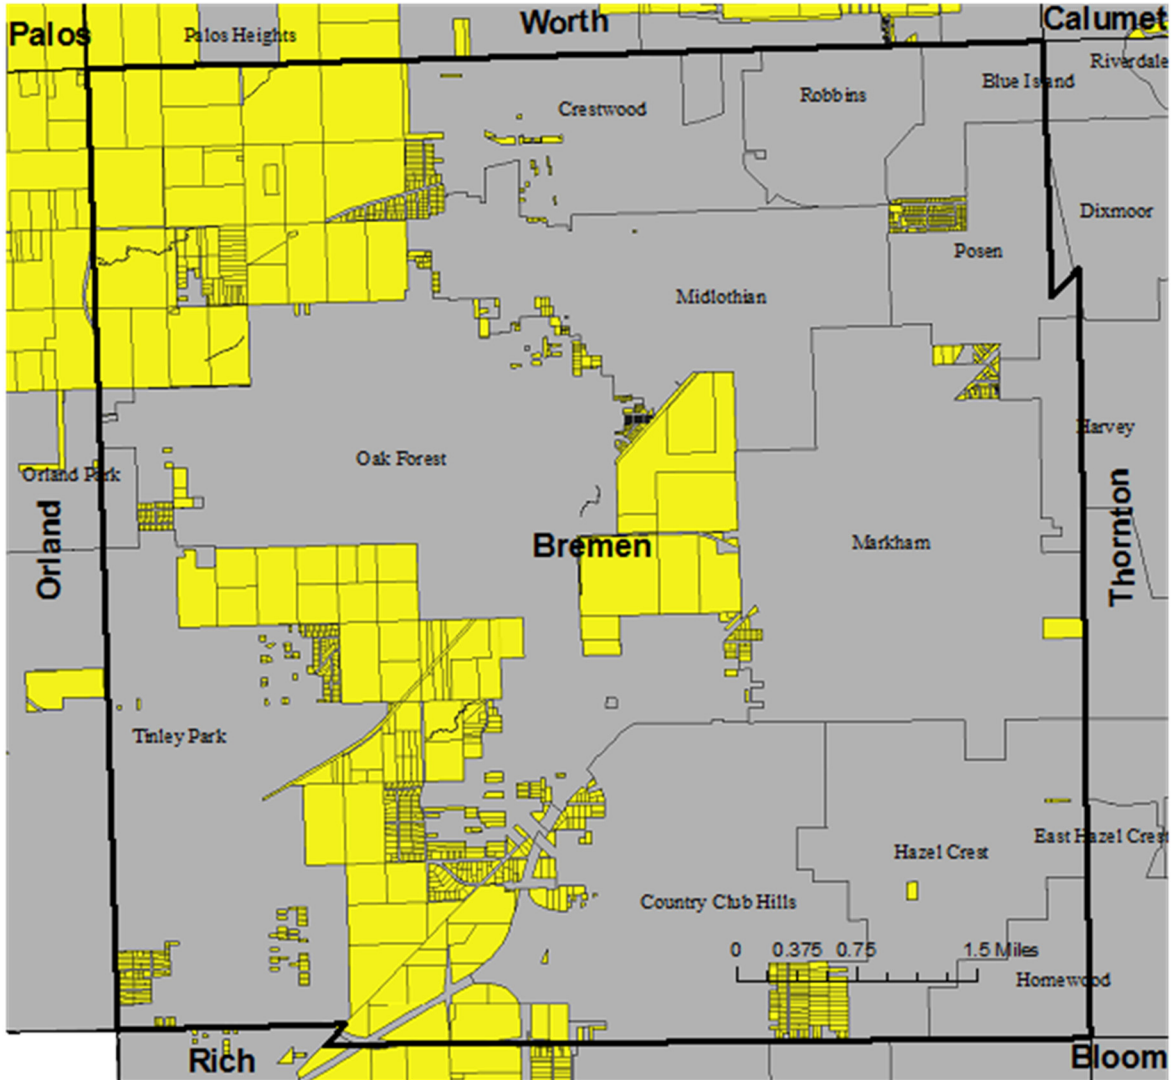 Worth
Calumet
Palos
Palos Heights
Riverdale
Blue Island
Robbins
Crestwood
Dixmoor
Posen
Midlothian
Harvey
Oak Forest
Orland Park
Thornton
Orland
Bremen
Markham
Tinley Park
East Hazel Crest
Hazel Crest
Country Club Hills
0 0.375 0.75 1.5 Miles
Homewood
Rich
Bloom